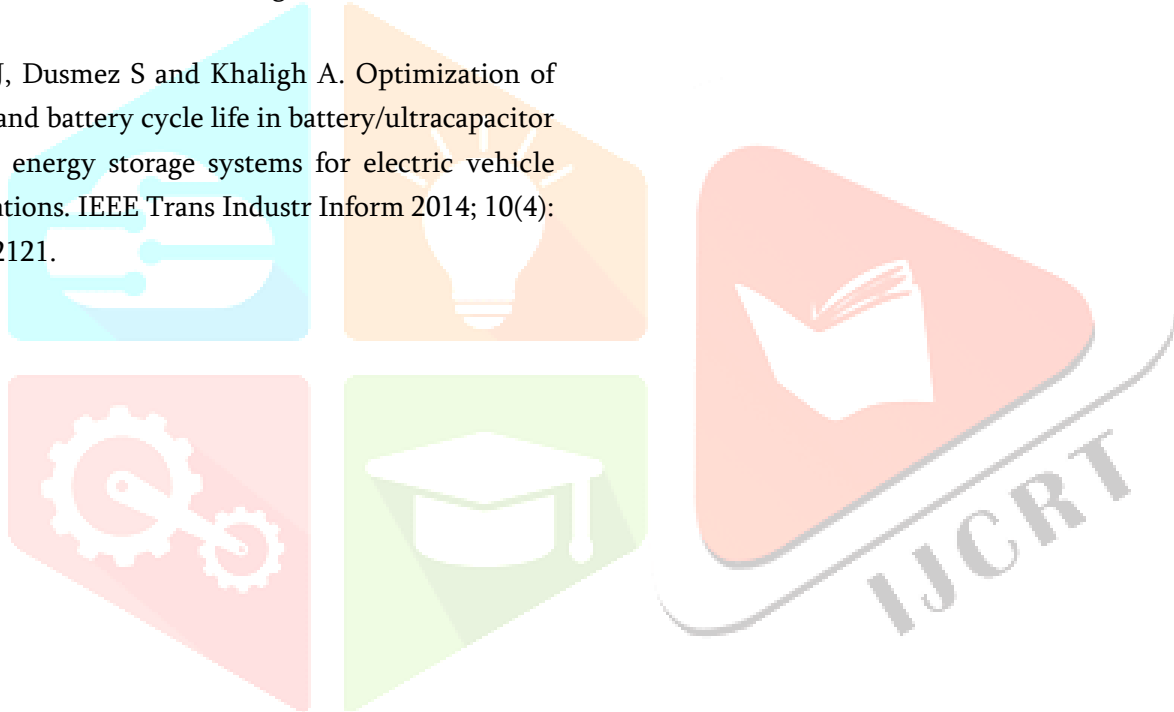 J, Dusmez S and Khaligh A. Optimization of
and battery cycle life in battery/ultracapacitor
energy storage systems for electric vehicle
ations. IEEE Trans Industr Inform 2014; 10(4):
2121.
IJCRT